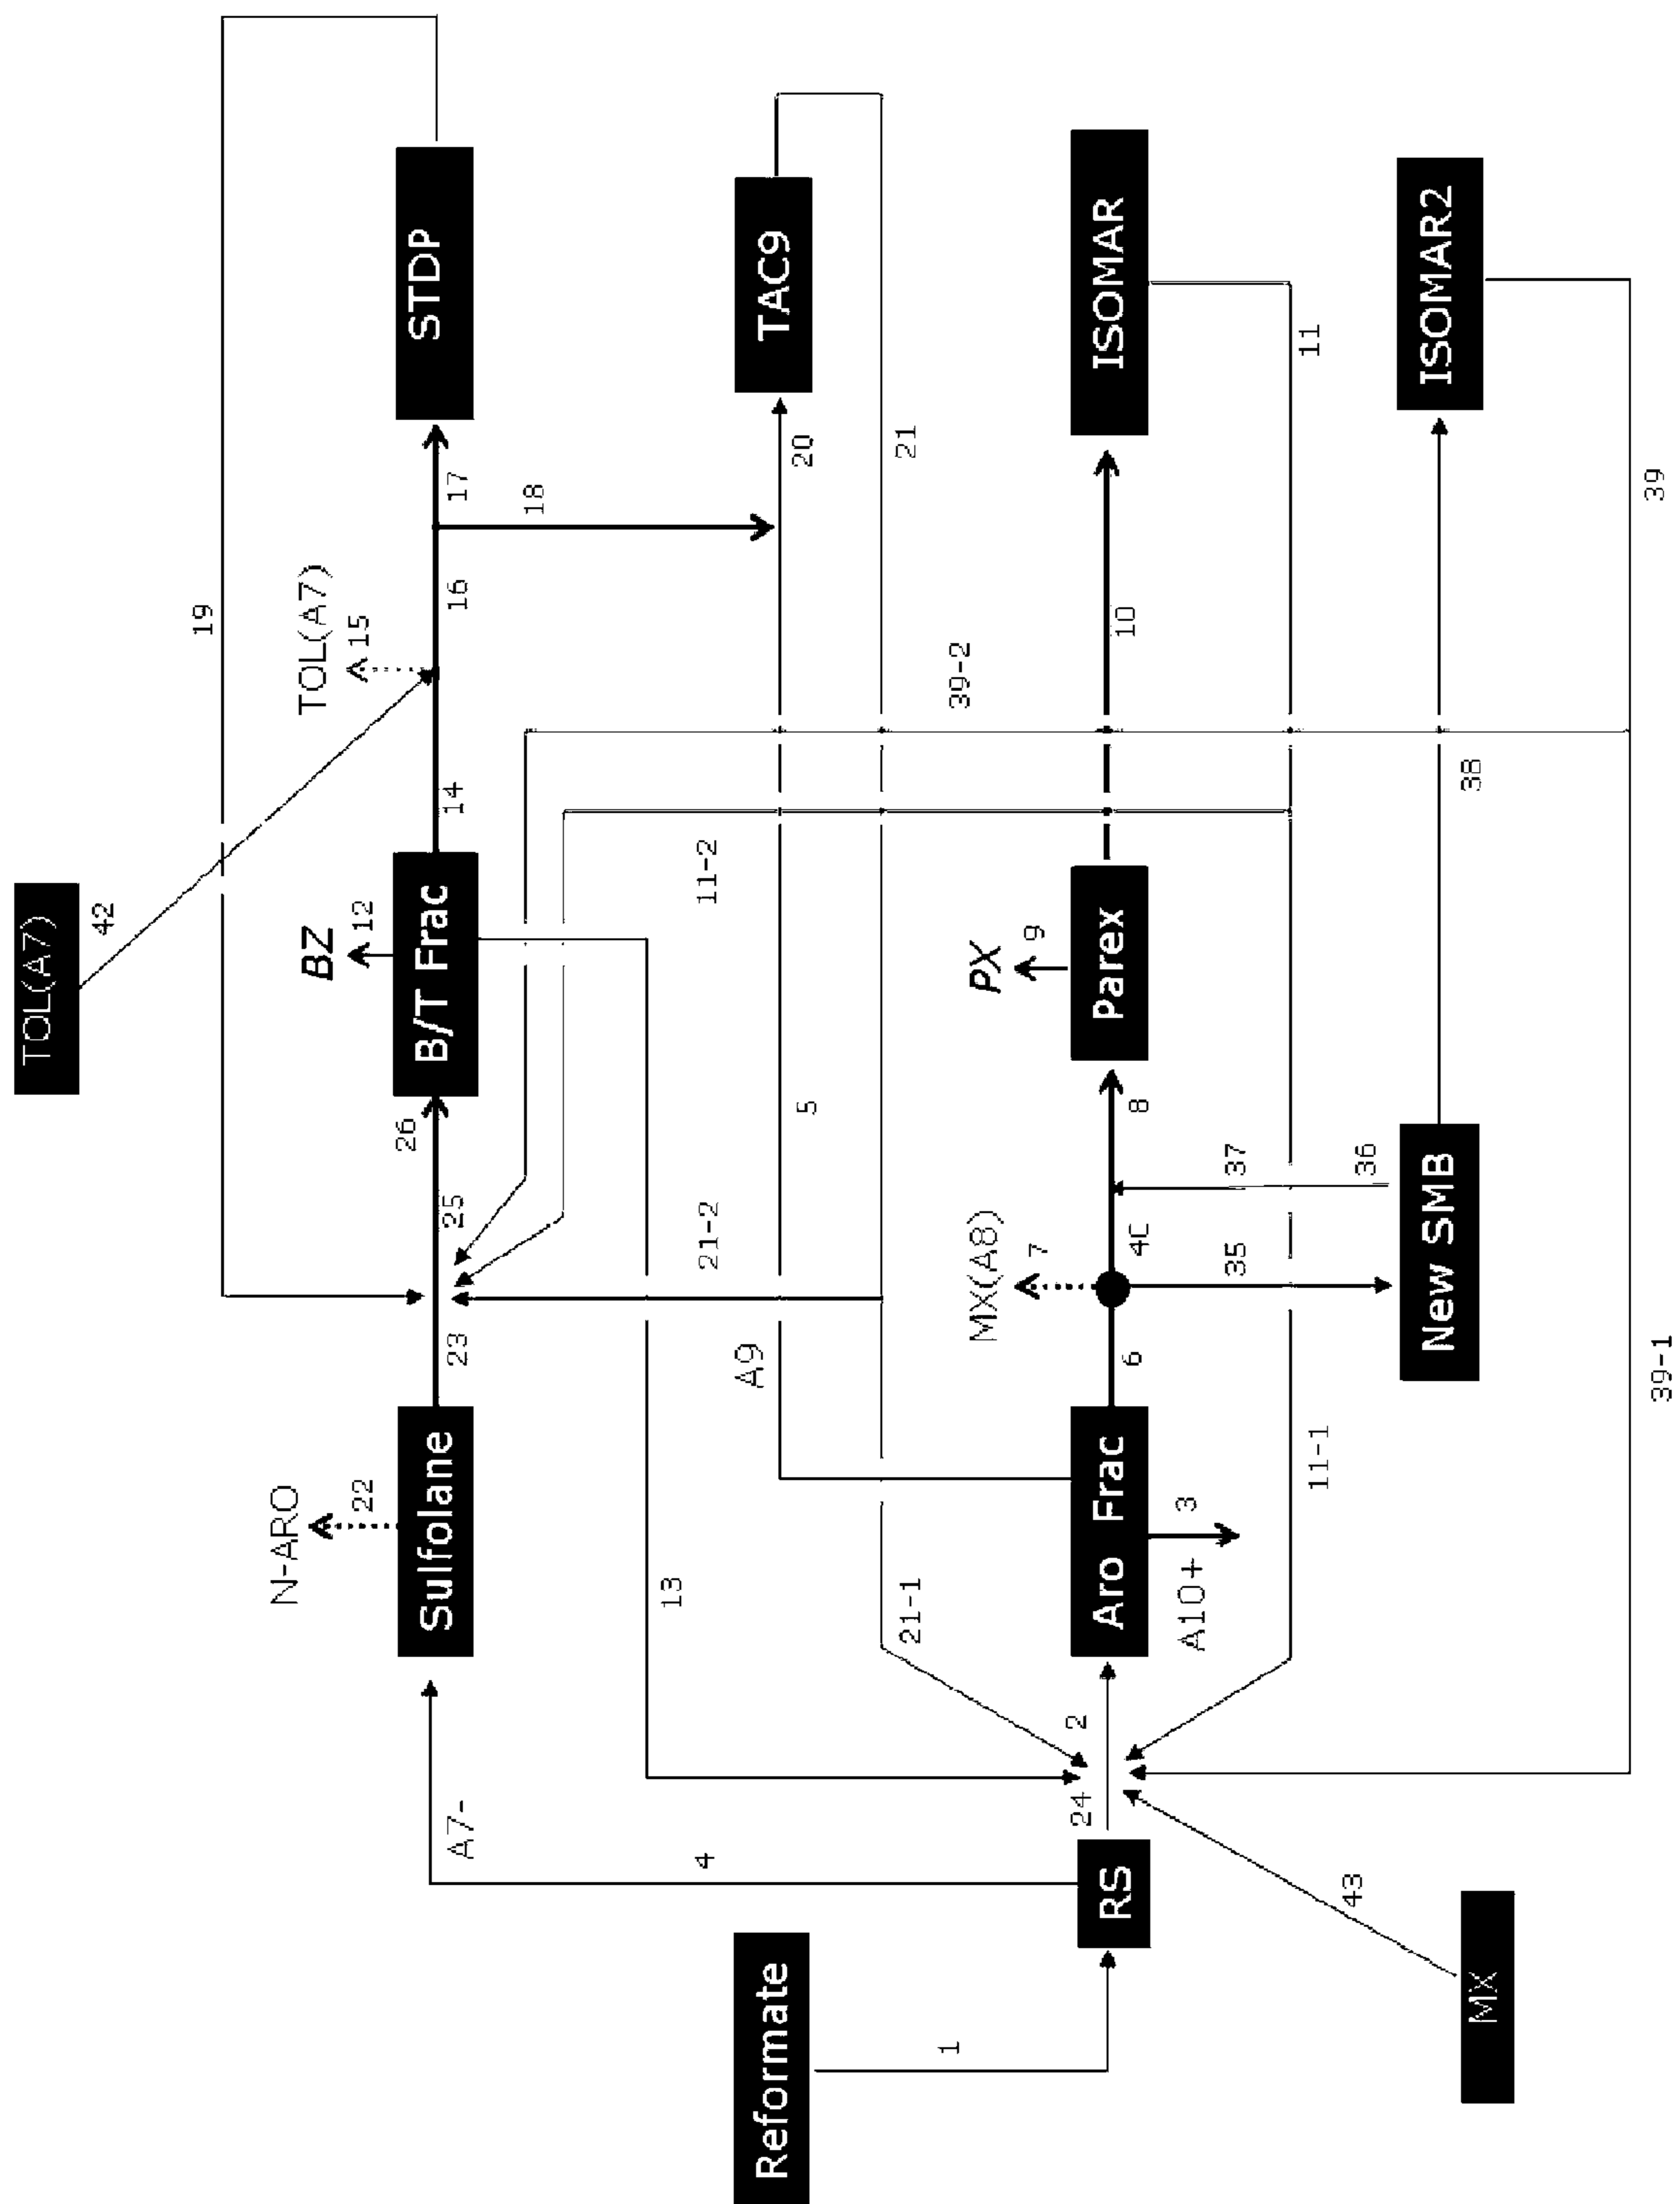 TOL(A7)
42
19
N-ARO
22
BZ
12
TOL(A7)
15
A7-
Sulfolane
23
25
26
B/T Frac
14
16
17
STDP
18
13
21-2
11-2
39-2
4
A9
5
20
TAC9
21-1
21
Reformate
1
RS
24
2
Aro Frac
A10+
3
6
MX(A8)
7
40
8
Parex
PX
9
10
ISOMAR
35
37
36
11-1
11
43
MX
New SMB
38
ISOMAR2
39-1
39